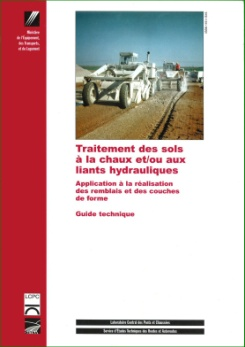 Ministère
de l'Équipement,
des Transports,
et du Logement
Traitement des sols
à la chaux et/ou aux
liants hydrauliques
Application à la réalisation
des remblais et des couches
de forme
Guide technique
LCPC
Laboratoire Central des Ponts et Chaussées
Service d'Études Techniques des Routes et Autoroutes